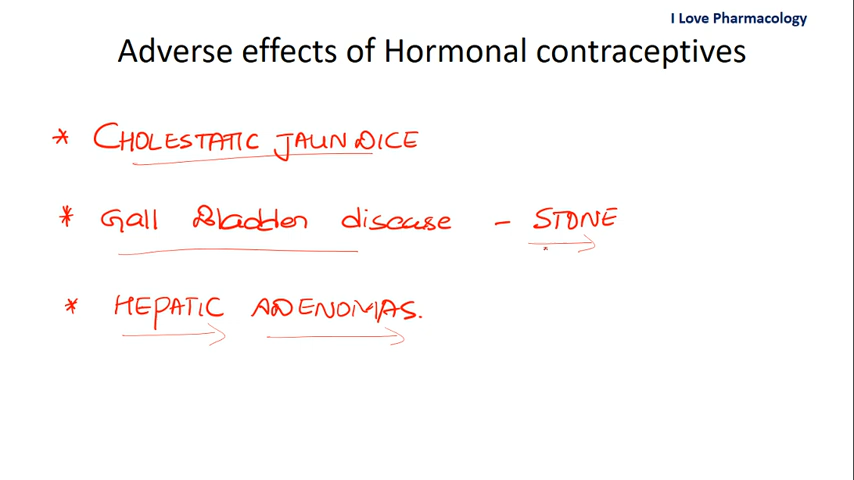 I Love Pharmacology
Adverse effects of Hormonal contraceptives
* CHOLESTATIC JAUNDICE
* Gall Bladder disease - STONE
* HEPATIC ADENOMAS.